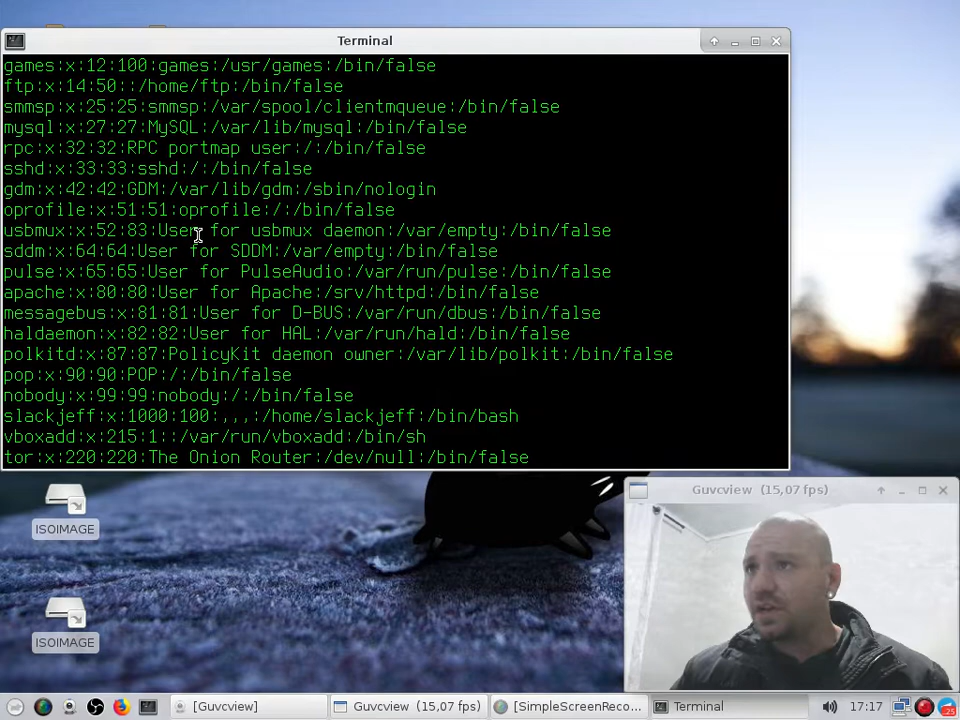 Terminal
games:x:12:100:games:/usr/games:/bin/false
ftp:x:14:50::/home/ftp:/bin/false
smmsp:x:25:25:smmsp:/var/spool/clientmqueue:/bin/false
mysql:x:27:27:MySQL:/var/lib/mysql:/bin/false
rpc:x:32:32:RPC portmap user:/:/bin/false
sshd:x:33:33:sshd:/:/bin/false
gdm:x:42:42:GDM:/var/lib/gdm:/sbin/nologin
oprofile:x:51:51:oprofile:/:/bin/false
usbmux:x:52:83:User for usbmux daemon:/var/empty:/bin/false
sddm:x:64:64:User for SDDM:/var/empty:/bin/false
pulse:x:65:65:User for PulseAudio:/var/run/pulse:/bin/false
apache:x:80:80:User for Apache:/srv/httpd:/bin/false
messagebus:x:81:81:User for D-BUS:/var/run/dbus:/bin/false
haldaemon:x:82:82:User for HAL:/var/run/hald:/bin/false
polkitd:x:87:87:PolicyKit daemon owner:/var/lib/polkit:/bin/false
pop:x:90:90:POP:/:/bin/false
nobody:x:99:99:nobody:/:/bin/false
slackjeff:x:1000:100:,,,:/home/slackjeff:/bin/bash
vboxadd:x:215:1::/var/run/vboxadd:/bin/sh
tor:x:220:220:The Onion Router:/dev/null:/bin/false
Guvcview (15,07 fps)
ISOIMAGE
ISOIMAGE
[Guvcview]
Guvcview (15,07 fps)
[SimpleScreenReco...
Terminal
17:17
25